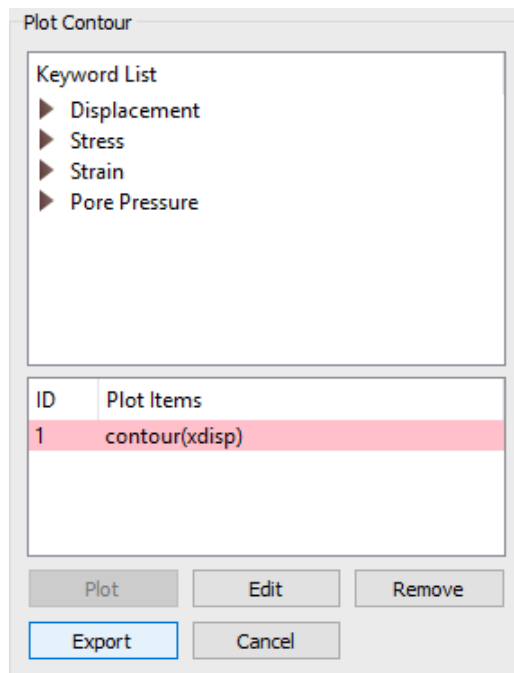 Plot Contour
Keyword List
Displacement
Stress
Strain
Pore Pressure
ID Plot Items
1 contour(xdisp)
Plot Edit Remove
Export Cancel